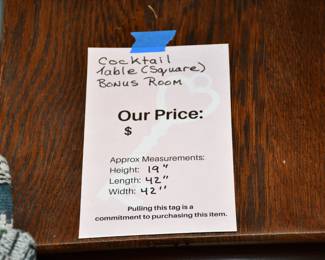 Cocktail
Table (Square)
Bonus Room
Our Price:
$
Approx Measurements:
Height: 19"
Length: 42"
Width: 42"
Pulling this tag is a
commitment to purchasing this item.